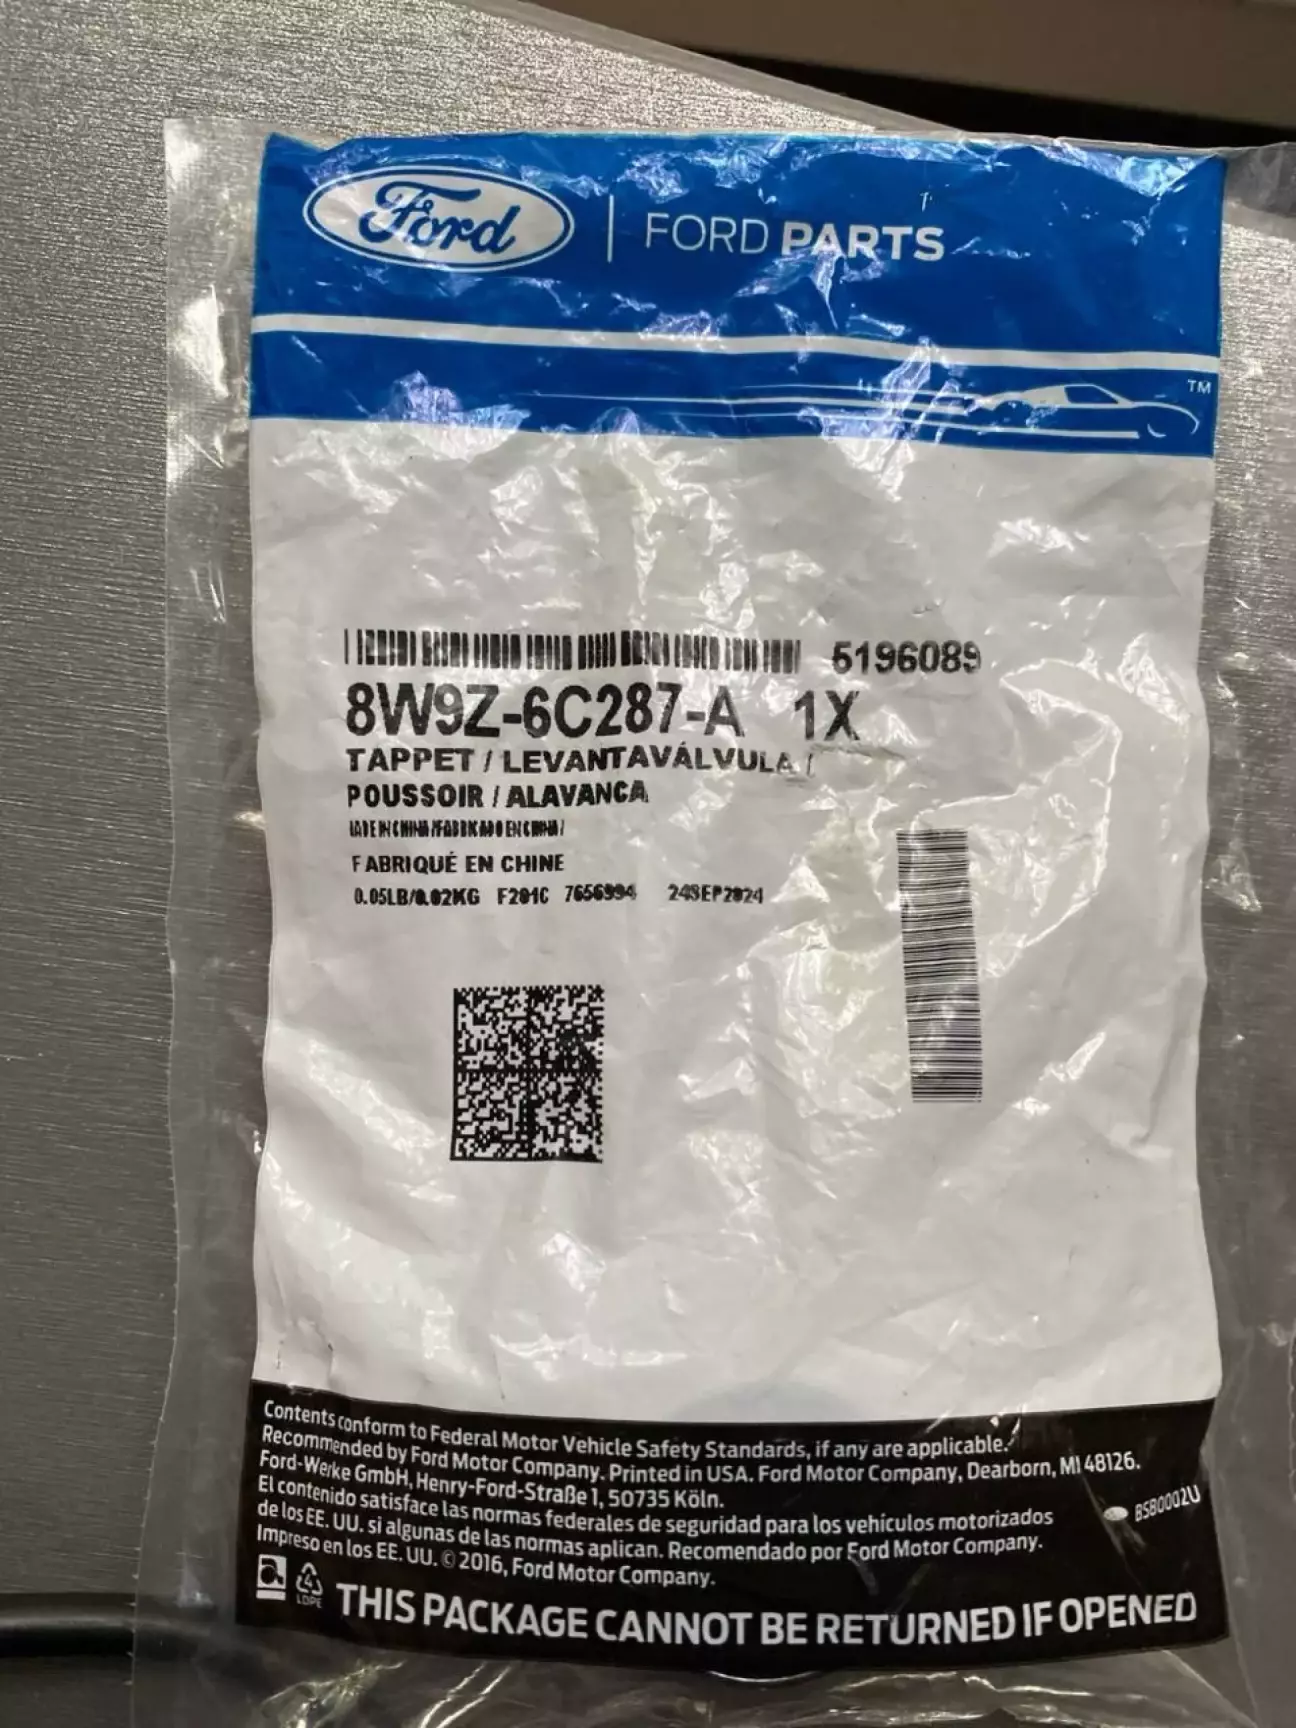 Ford
FORD PARTS
TM
5196089
8W9Z-6C287-A 1X
TAPPET / LEVANTAVÁLVULA /
POUSSOIR / ALAVANCA
FABRIQUÉ EN CHINE
0.05LB/0.02KG F201C 7656994 24SEP2024
Contents conform to Federal Motor Vehicle Safety Standards, if any are applicable.
Recommended by Ford Motor Company. Printed in USA. Ford Motor Company, Dearborn, MI 48126.
Ford-Werke GmbH, Henry-Ford-Straße 1, 50735 Köln.
El contenido satisface las normas federales de seguridad para los vehículos motorizados
de los EE. UU. si algunas de las normas aplican. Recomendado por Ford Motor Company.
Impreso en los EE. UU. © 2016, Ford Motor Company.
B5B0002U
4
LDPE
THIS PACKAGE CANNOT BE RETURNED IF OPENED